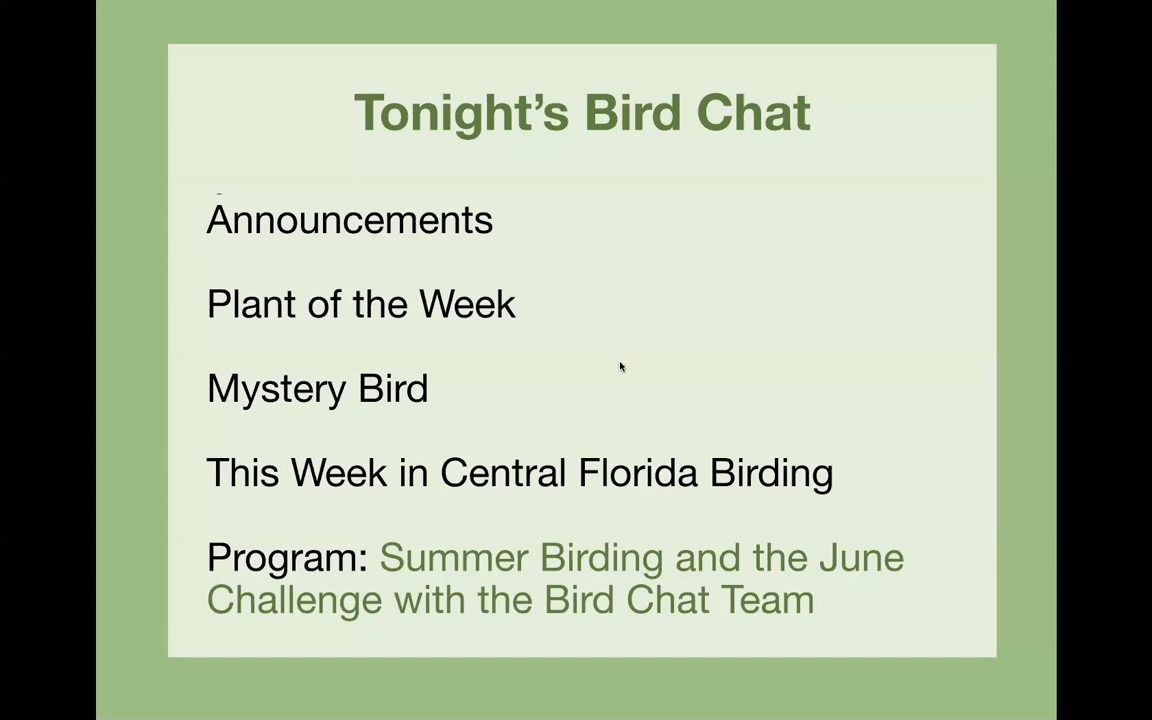 Tonight’s Bird Chat
Announcements
Plant of the Week
Mystery Bird
This Week in Central Florida Birding
Program: Summer Birding and the June
Challenge with the Bird Chat Team